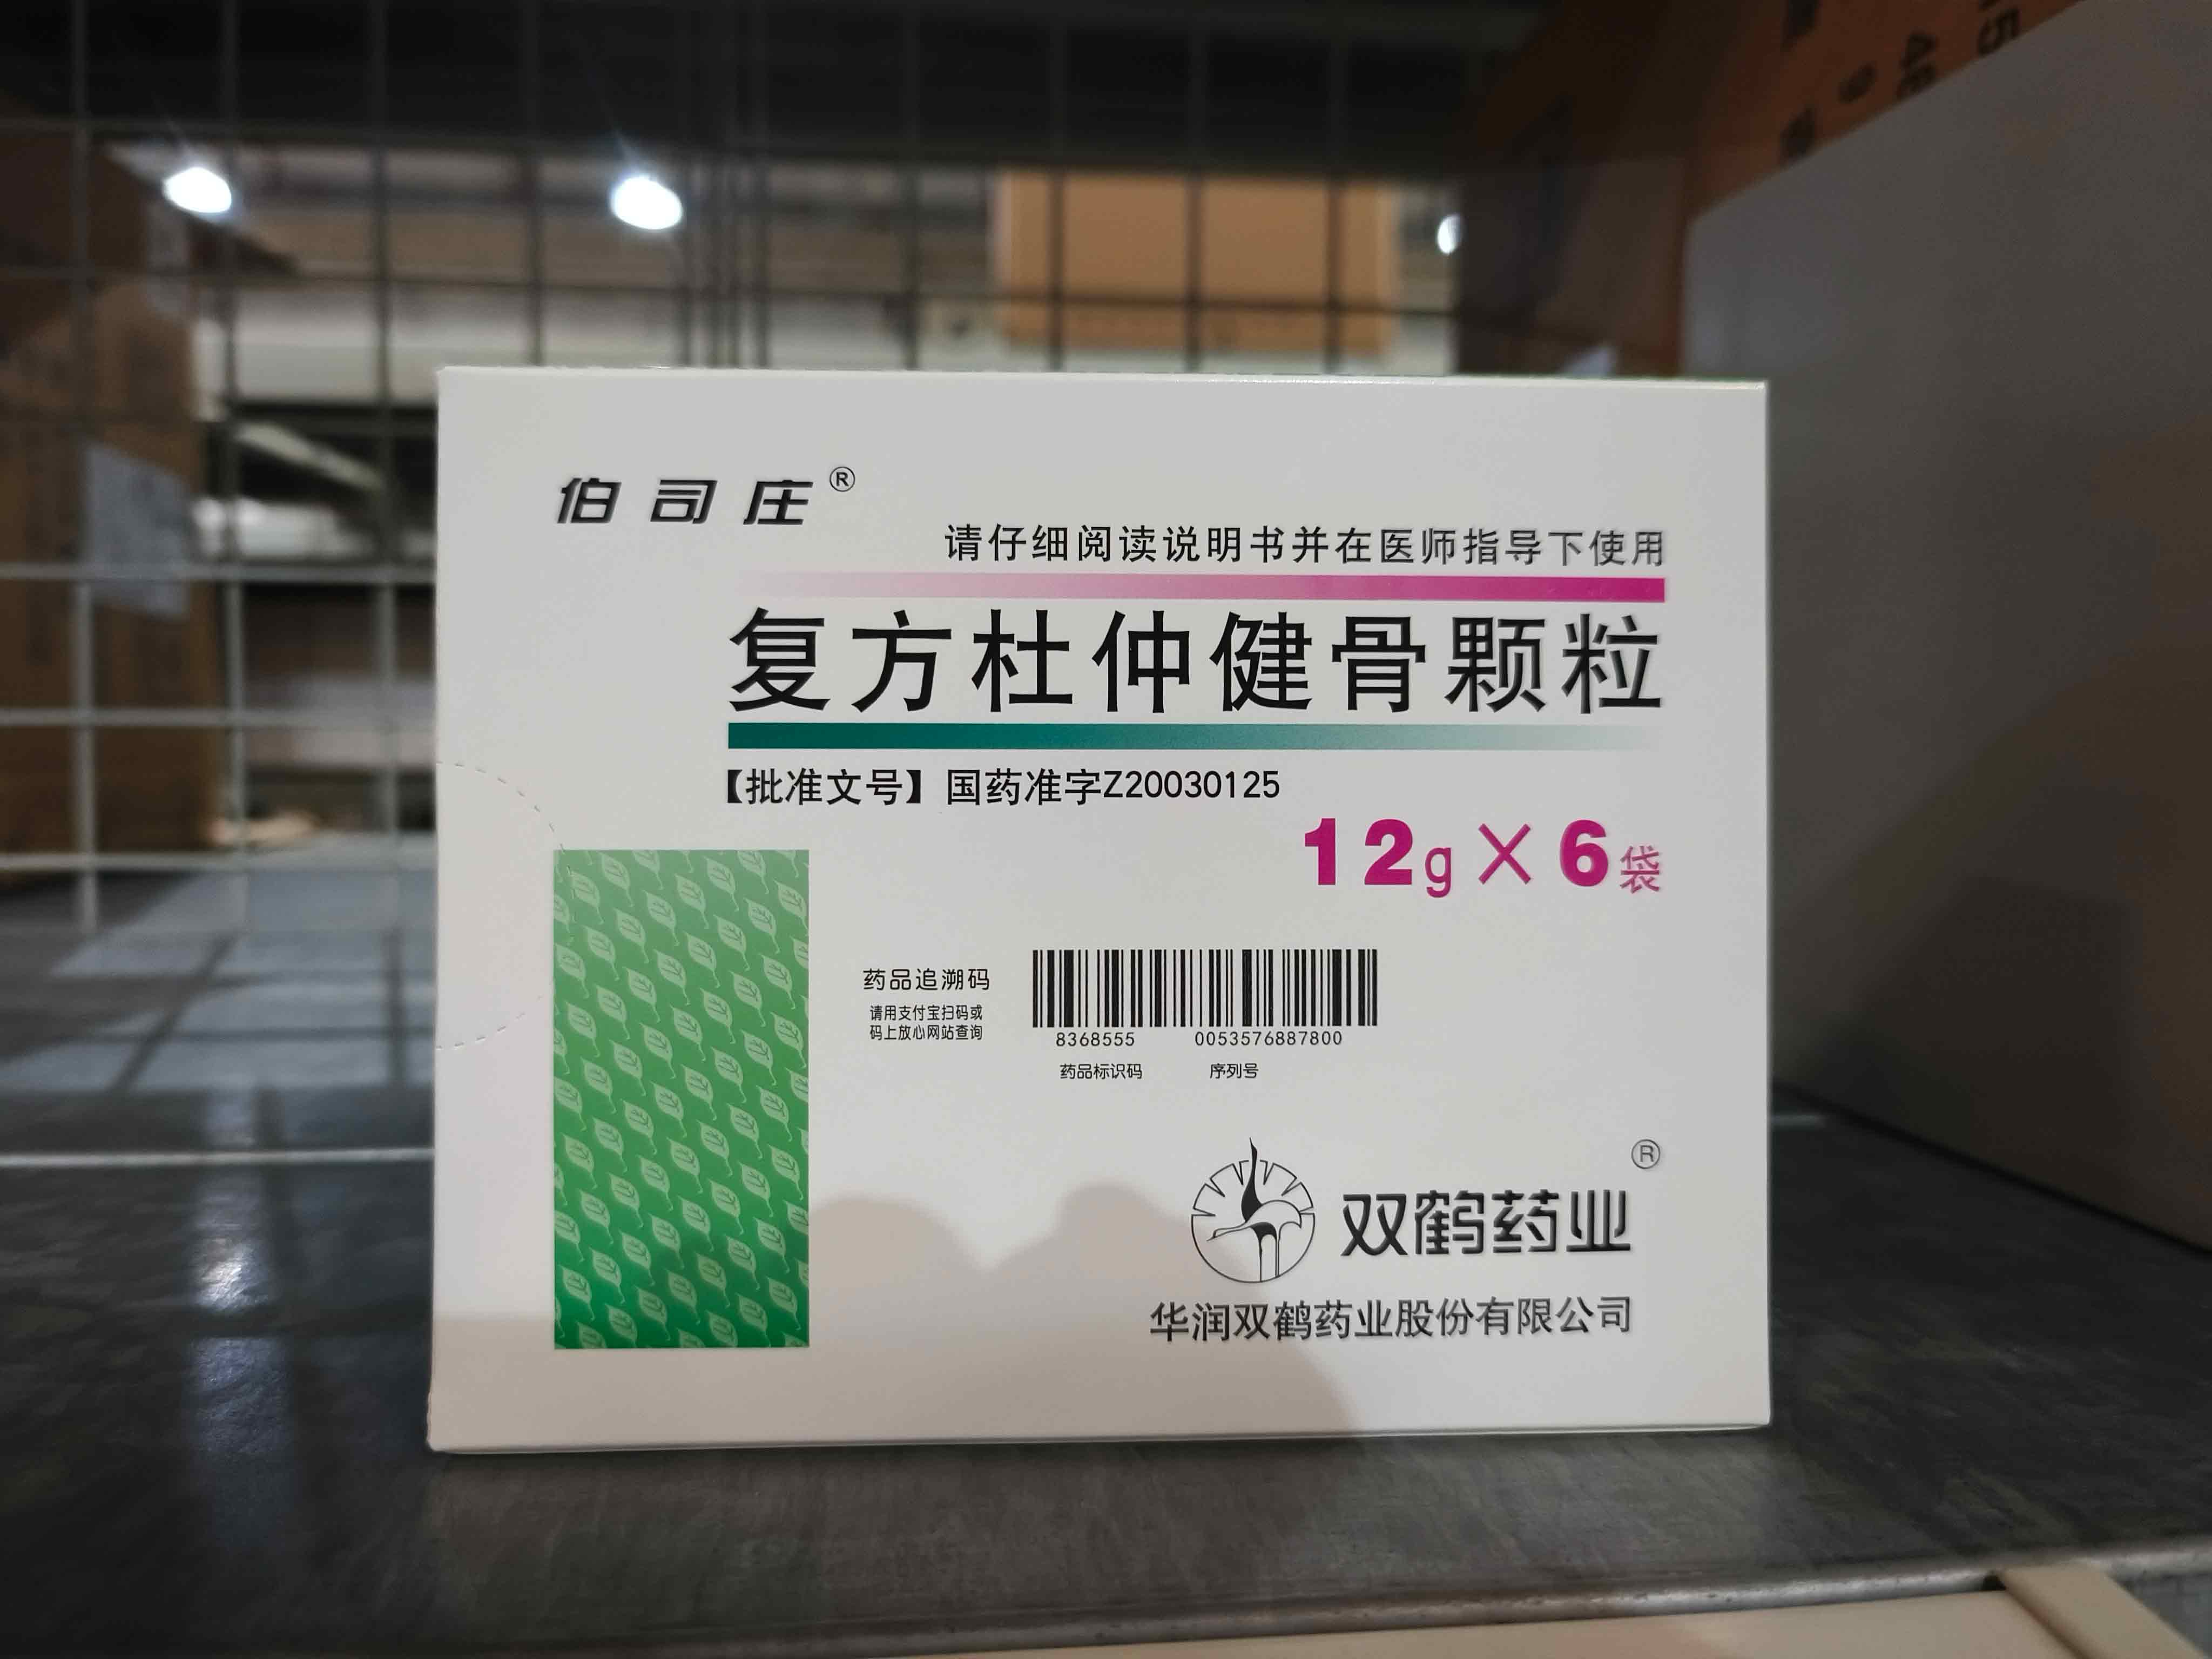 伯司庄®
请仔细阅读说明书并在医师指导下使用
复方杜仲健骨颗粒
【批准文号】国药准字Z20030125
12g×6袋
药品追溯码
请用支付宝扫码或
码上放心网站查询
8368555 0053576887800
药品标识码 序列号
双鹤药业®
华润双鹤药业股份有限公司